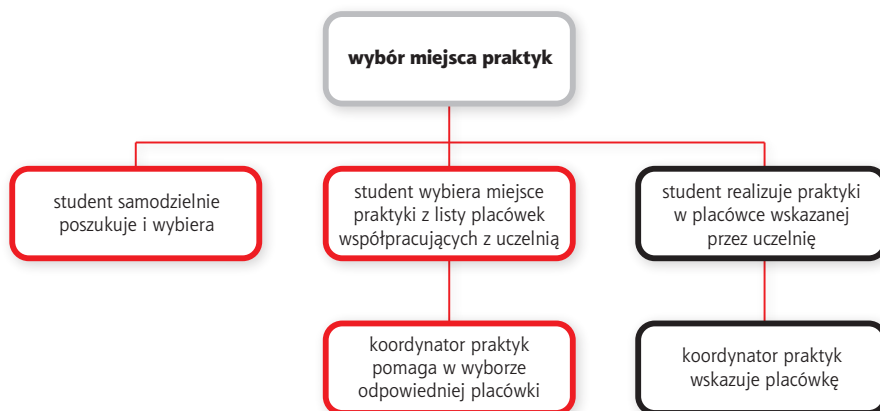 wybór miejsca praktyk
student samodzielnie
poszukuje i wybiera
student wybiera miejsce
praktyki z listy placówek
współpracujących z uczelnią
student realizuje praktyki
w placówce wskazanej
przez uczelnię
koordynator praktyk
pomaga w wyborze
odpowiedniej placówki
koordynator praktyk
wskazuje placówkę